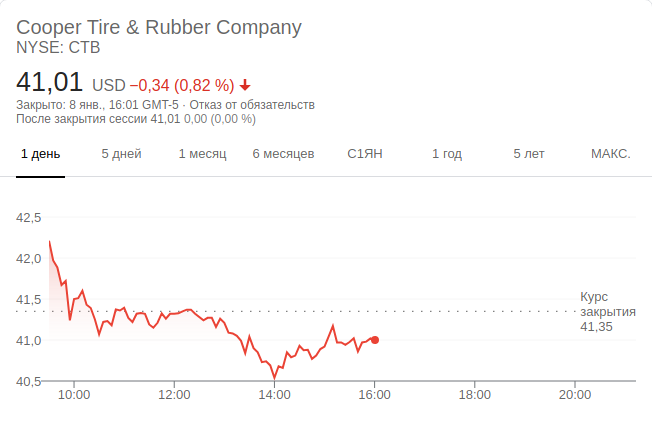 Cooper Tire & Rubber Company
NYSE: CTB
41,01 USD −0,34 (0,82 %)
Закрыто: 8 янв., 16:01 GMT-5 · Отказ от обязательств
После закрытия сессии 41,01 0,00 (0,00 %)
1 день 5 дней 1 месяц 6 месяцев С1ЯН 1 год 5 лет МАКС.
42,5
42,0
41,5
Курс
закрытия
41,35
41,0
40,5
10:00 12:00 14:00 16:00 18:00 20:00